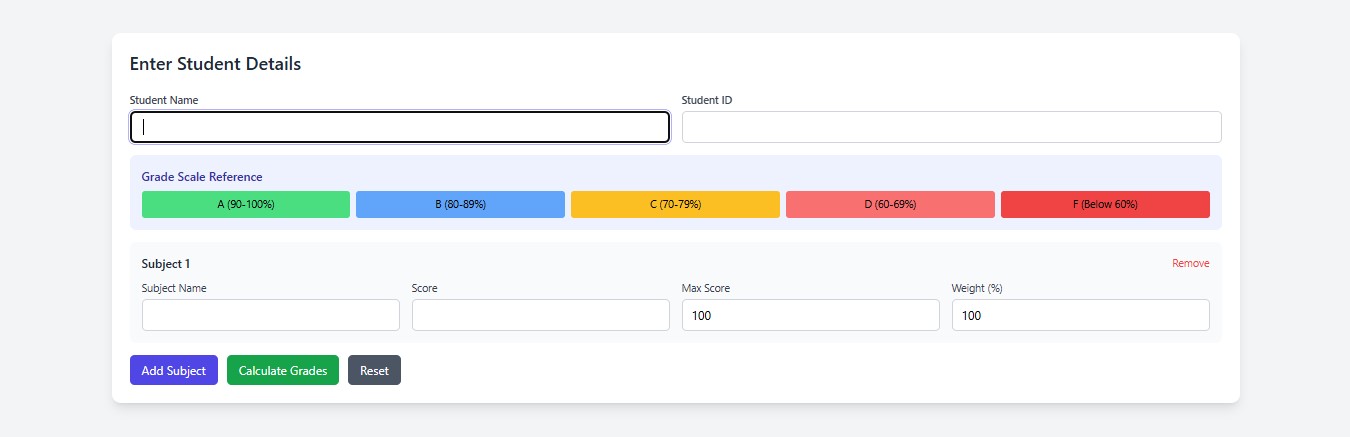 Enter Student Details
Student Name Student ID
Grade Scale Reference
A (90-100%) B (80-89%) C (70-79%) D (60-69%) F (Below 60%)
Subject 1 Remove
Subject Name Score Max Score Weight (%)
100 100
Add Subject Calculate Grades Reset